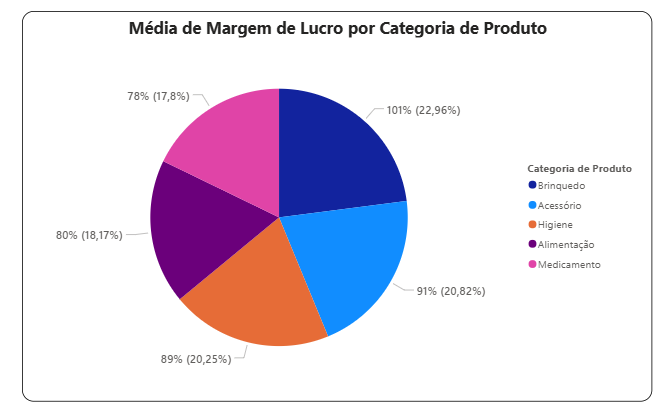 Média de Margem de Lucro por Categoria de Produto
78% (17,8%)
101% (22,96%)
80% (18,17%)
91% (20,82%)
89% (20,25%)
Categoria de Produto
Brinquedo
Acessório
Higiene
Alimentação
Medicamento